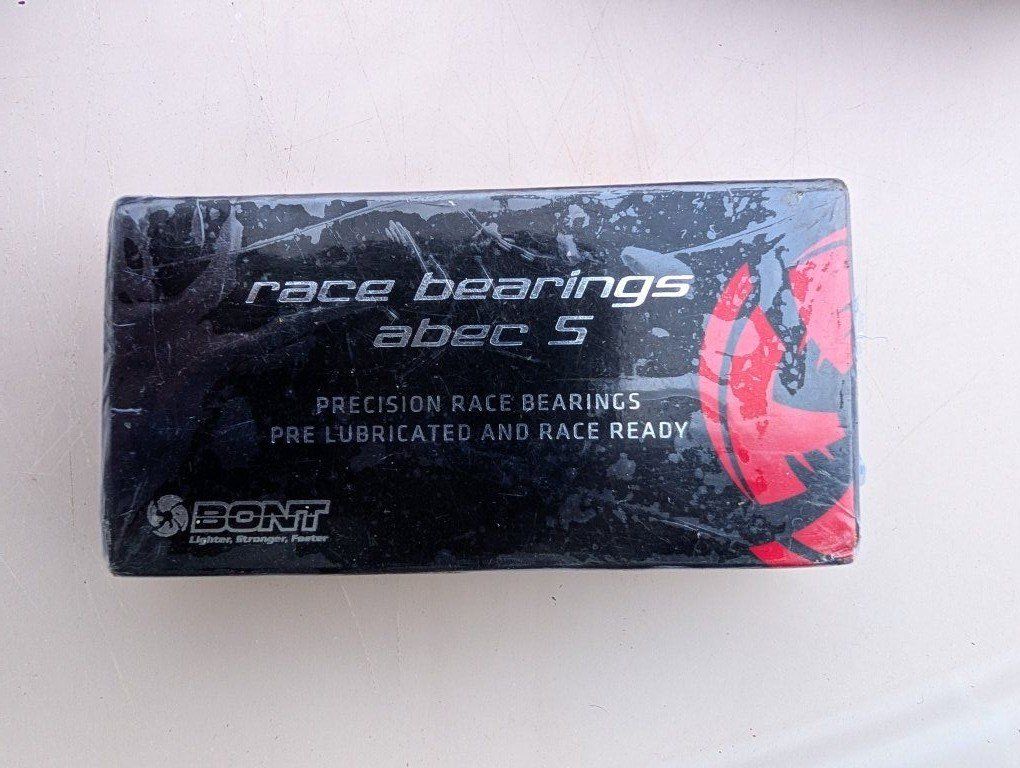 race bearings
abec 5
PRECISION RACE BEARINGS
PRE LUBRICATED AND RACE READY
BONT
Lighter, Stronger, Faster